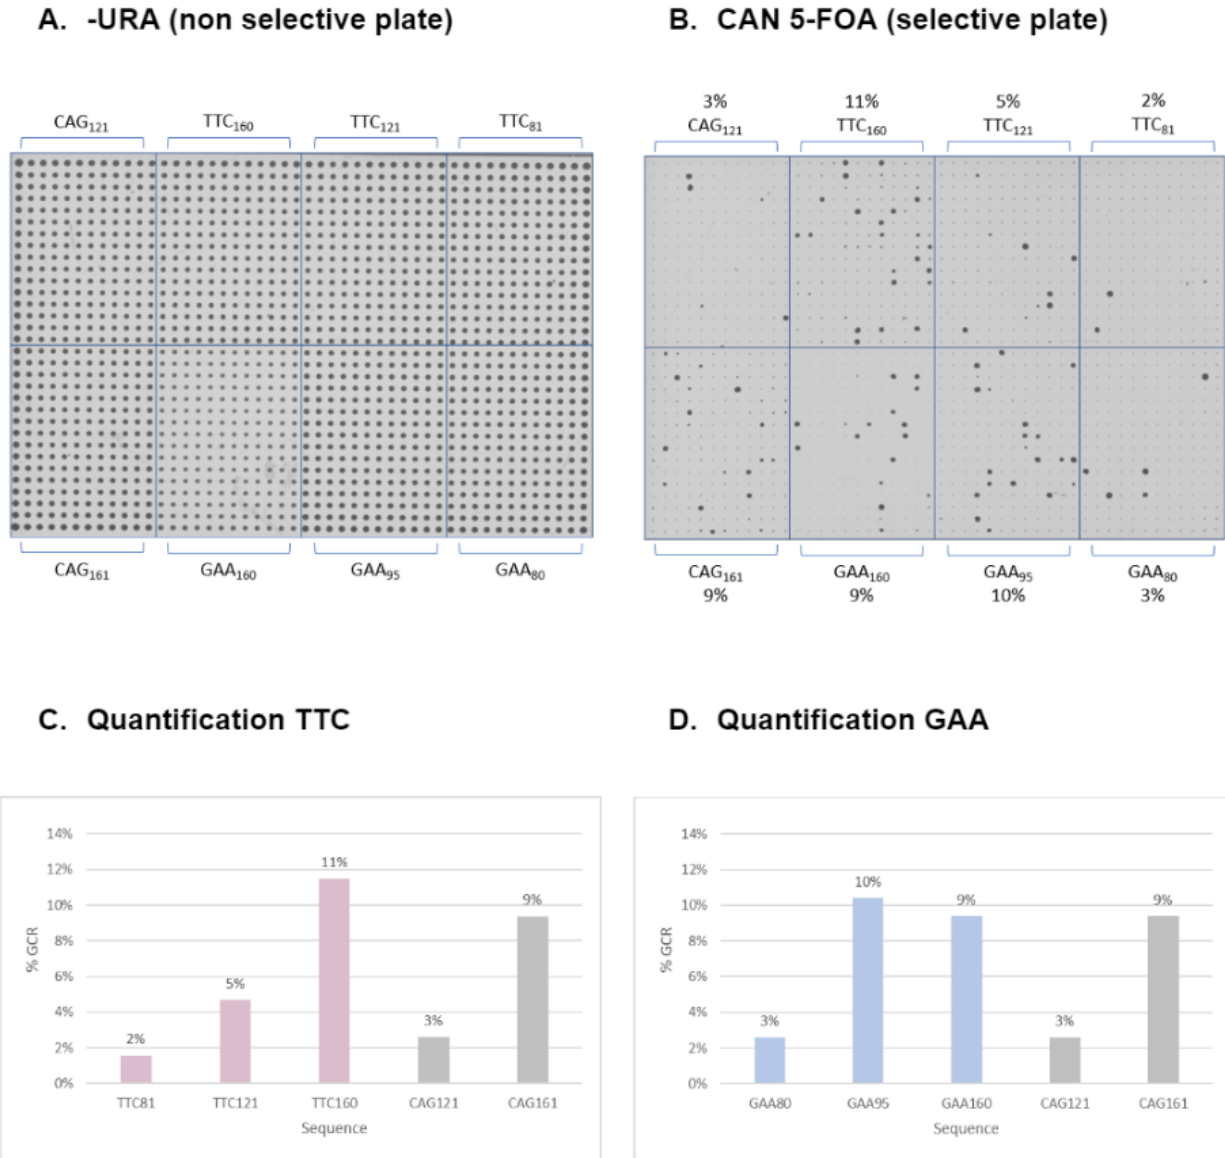 A. -URA (non selective plate)
B. CAN 5-FOA (selective plate)
CAG121 TTC160 TTC121 TTC81
CAG161 GAA160 GAA95 GAA80
3% 11% 5% 2%
CAG121 TTC160 TTC121 TTC81
CAG161 GAA160 GAA95 GAA80
9% 9% 10% 3%
C. Quantification TTC
14%
12%
10%
8%
6%
4%
2%
0%
% GCR
2%
5%
11%
3%
9%
TTC81 TTC121 TTC160 CAG121 CAG161
Sequence
D. Quantification GAA
14%
12%
10%
8%
6%
4%
2%
0%
% GCR
3%
10%
9%
3%
9%
GAA80 GAA95 GAA160 CAG121 CAG161
Sequence